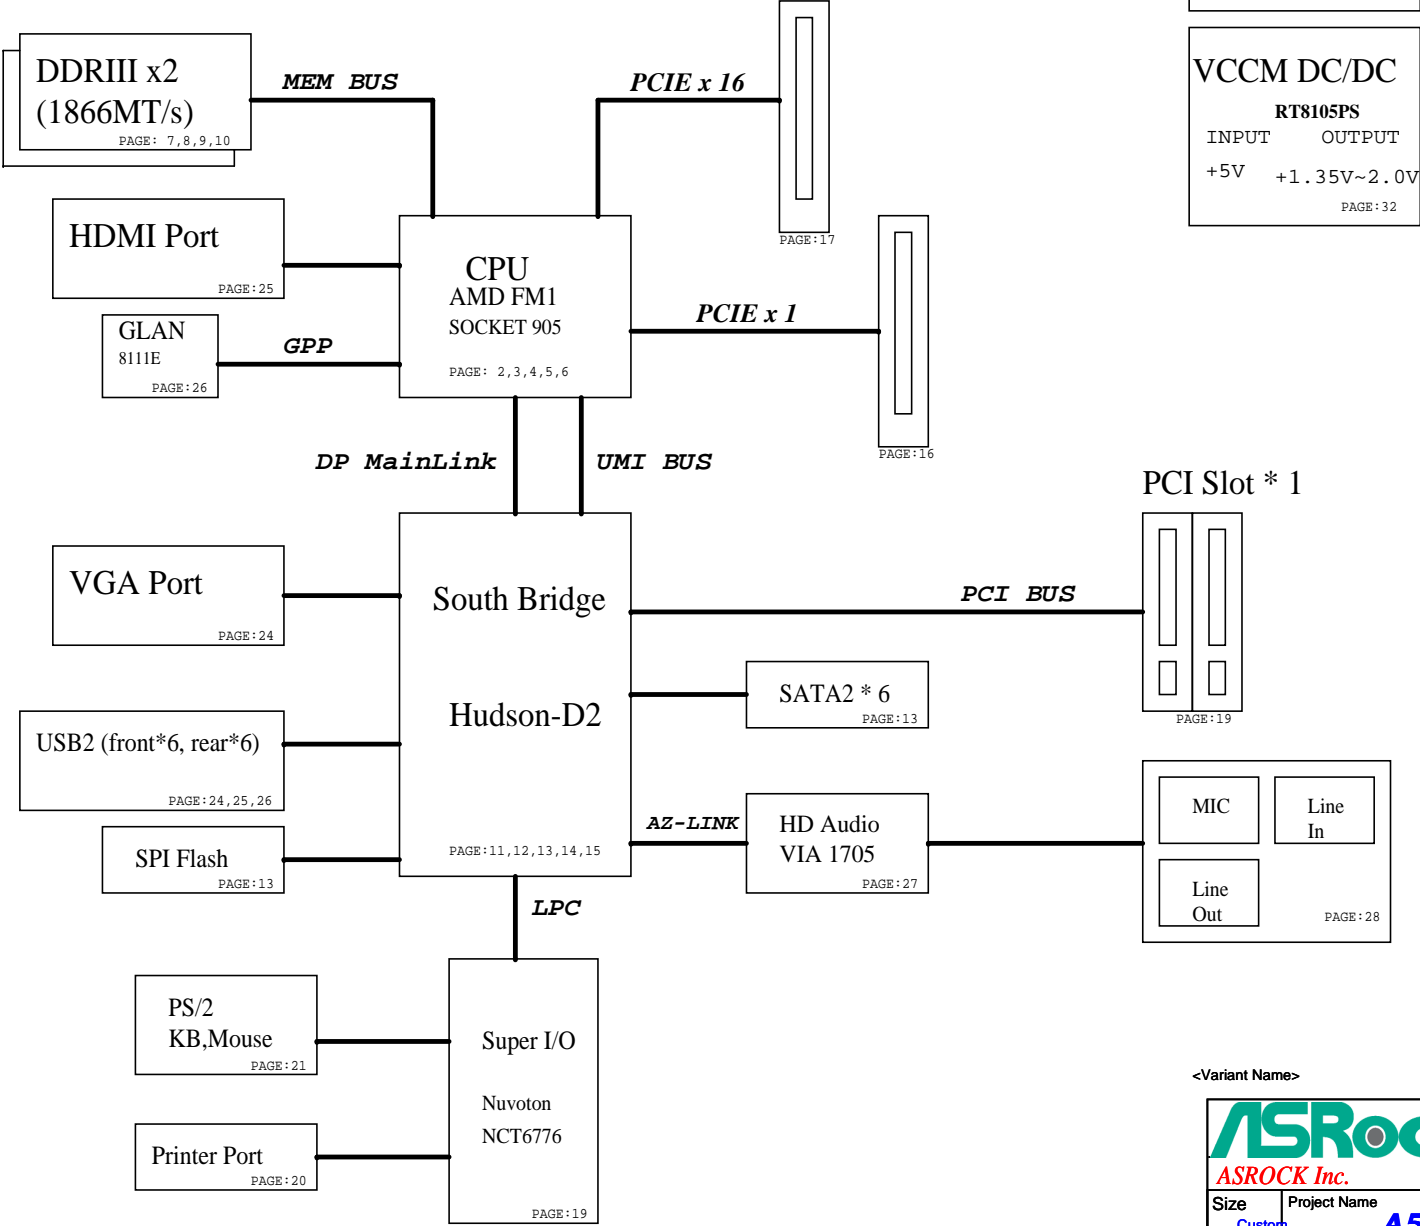 DDRIII x2
(1866MT/s)
PAGE: 7,8,9,10
MEM BUS
PCIE x 16
PAGE:17
VCCM DC/DC
RT8105PS
INPUT OUTPUT
+5V +1.35V~2.0V
PAGE:32
HDMI Port
PAGE:25
GLAN
8111E
PAGE:26
GPP
CPU
AMD FM1
SOCKET 905
PAGE: 2,3,4,5,6
PCIE x 1
PAGE:16
DP MainLink
UMI BUS
PCI Slot * 1
PAGE:19
VGA Port
PAGE:24
South Bridge
Hudson-D2
PAGE:11,12,13,14,15
PCI BUS
SATA2 * 6
PAGE:13
USB2 (front*6, rear*6)
PAGE:24,25,26
SPI Flash
PAGE:13
AZ-LINK
HD Audio
VIA 1705
PAGE:27
MIC
Line
In
Line
Out
PAGE:28
LPC
PS/2
KB,Mouse
PAGE:21
Super I/O
Nuvoton
NCT6776
PAGE:19
Printer Port
PAGE:20
<Variant Name>
ASRoc
ASROCK Inc.
Size Project Name
Custom